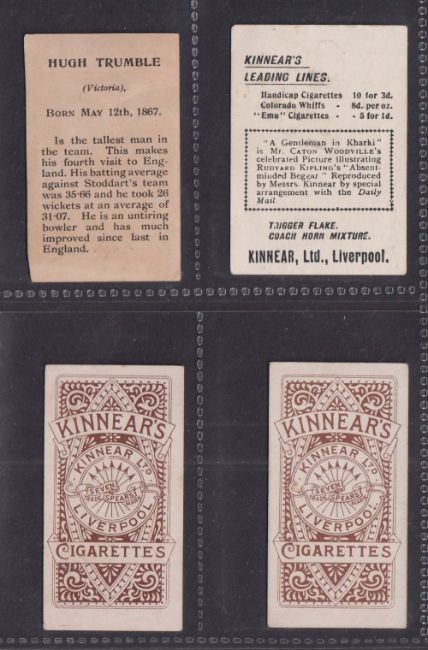 HUGH TRUMBLE
(Victoria),
BORN MAY 12th, 1867.
Is the tallest man in
the team. This makes
his fourth visit to Eng-
land. His batting average
against Stoddart's team
was 35·66 and he took 26
wickets at an average of
31·07. He is an untiring
bowler and has much
improved since last in
England.
KINNEAR'S
LEADING LINES.
Handicap Cigarettes 10 for 3d.
Colorado Whiffs - 8d. per oz.
"Emu" Cigarettes - - 5 for 1d.
"A Gentleman in Kharki"
is Mr. CATON WOODVILLE'S
celebrated Picture illustrating
RUDYARD KIPLING'S "Absent-
minded Beggar" Reproduced
by Messrs. Kinnear by special
arrangement with the Daily
Mail
TRIGGER FLAKE.
COACH HORN MIXTURE.
KINNEAR, Ltd., Liverpool.
KINNEAR'S
KINNEAR LTD
SEVEN
SPEARS
TRADE MARK
LIVERPOOL
CIGARETTES
KINNEAR'S
KINNEAR LTD
SEVEN
SPEARS
TRADE MARK
LIVERPOOL
CIGARETTES